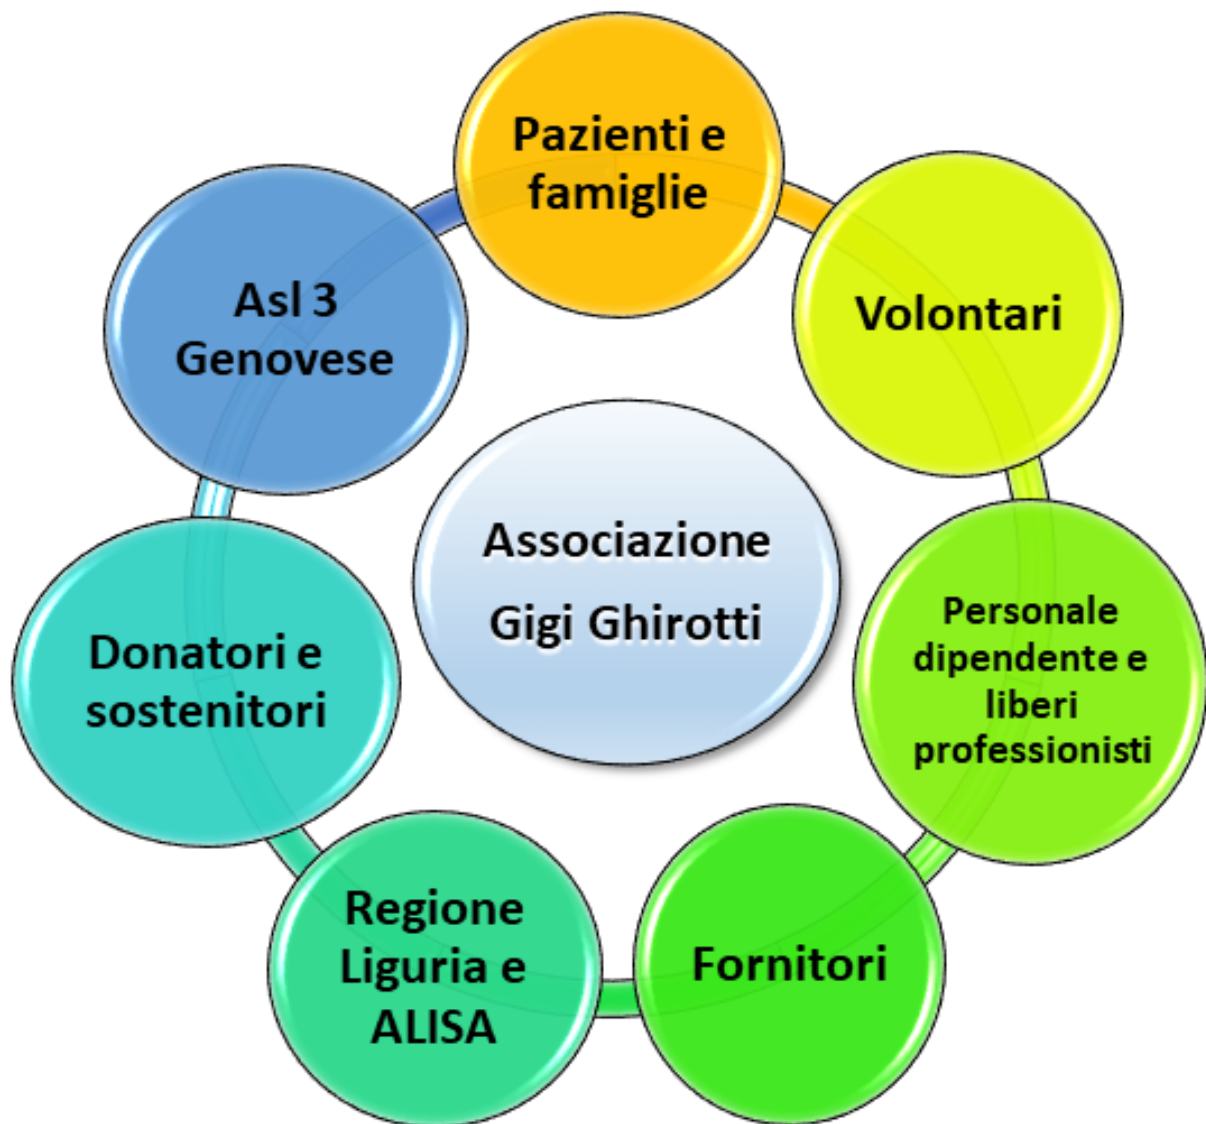 Pazienti e
famiglie
Volontari
Personale
dipendente e
liberi
professionisti
Fornitori
Regione
Liguria e
ALISA
Donatori e
sostenitori
Asl 3
Genovese
Associazione
Gigi Ghirotti